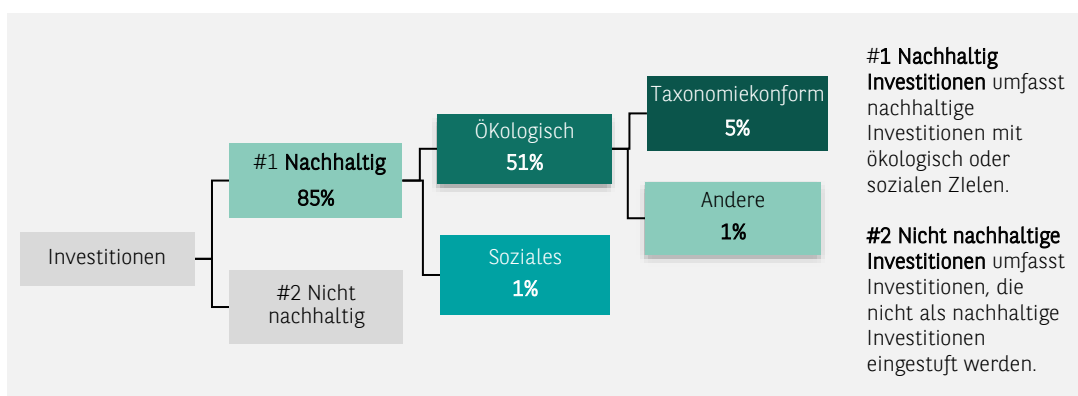 Investitionen
#1 Nachhaltig
85%
#2 Nicht
nachhaltig
ÖKologisch
51%
Soziales
1%
Taxonomiekonform
5%
Andere
1%
#1 Nachhaltig
Investitionen umfasst
nachhaltige
Investitionen mit
ökologisch oder
sozialen ZIelen.
#2 Nicht nachhaltige
Investitionen umfasst
Investitionen, die
nicht als nachhaltige
Investitionen
eingestuft werden.